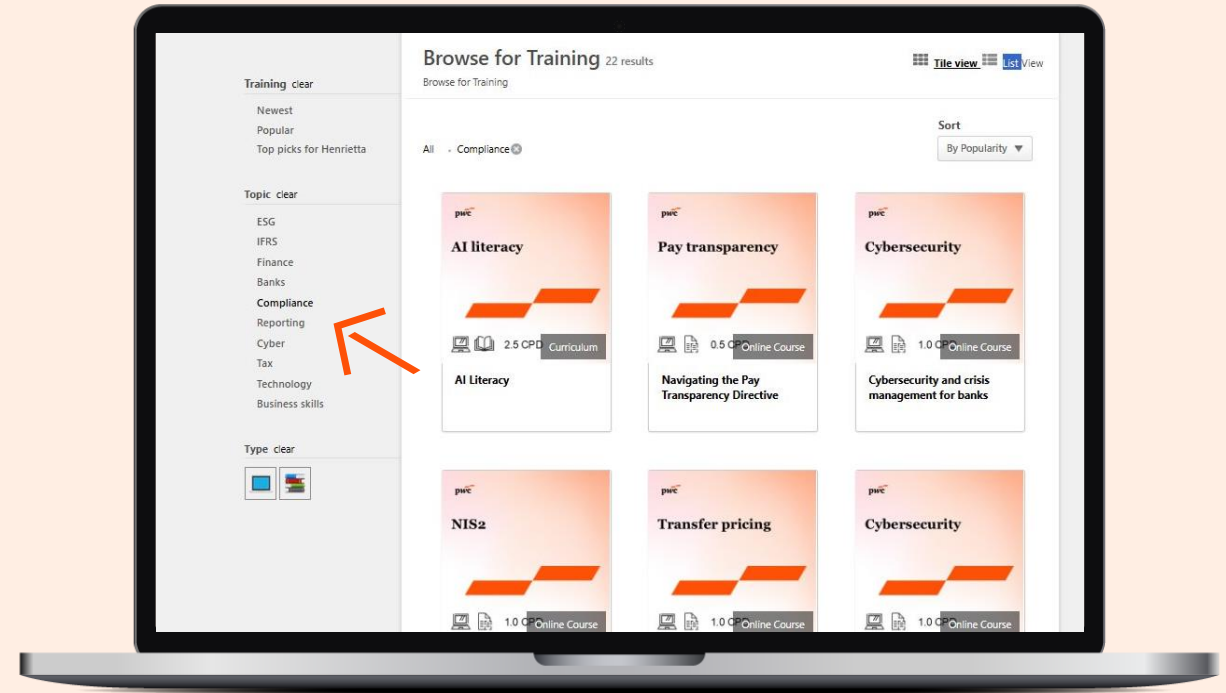 Training clear
Newest
Popular
Top picks for Henrietta
Topic clear
ESG
IFRS
Finance
Banks
Compliance
Reporting
Cyber
Tax
Technology
Business skills
Type clear
Browse for Training 22 results
Browse for Training
Tile view List View
All • Compliance
Sort
By Popularity
pwc
AI literacy
2.5 CPD Curriculum
AI Literacy
pwc
Pay transparency
0.5 CPD Online Course
Navigating the Pay
Transparency Directive
pwc
Cybersecurity
1.0 CPD Online Course
Cybersecurity and crisis
management for banks
pwc
NIS2
1.0 CPD Online Course
pwc
Transfer pricing
1.0 CPD Online Course
pwc
Cybersecurity
1.0 CPD Online Course